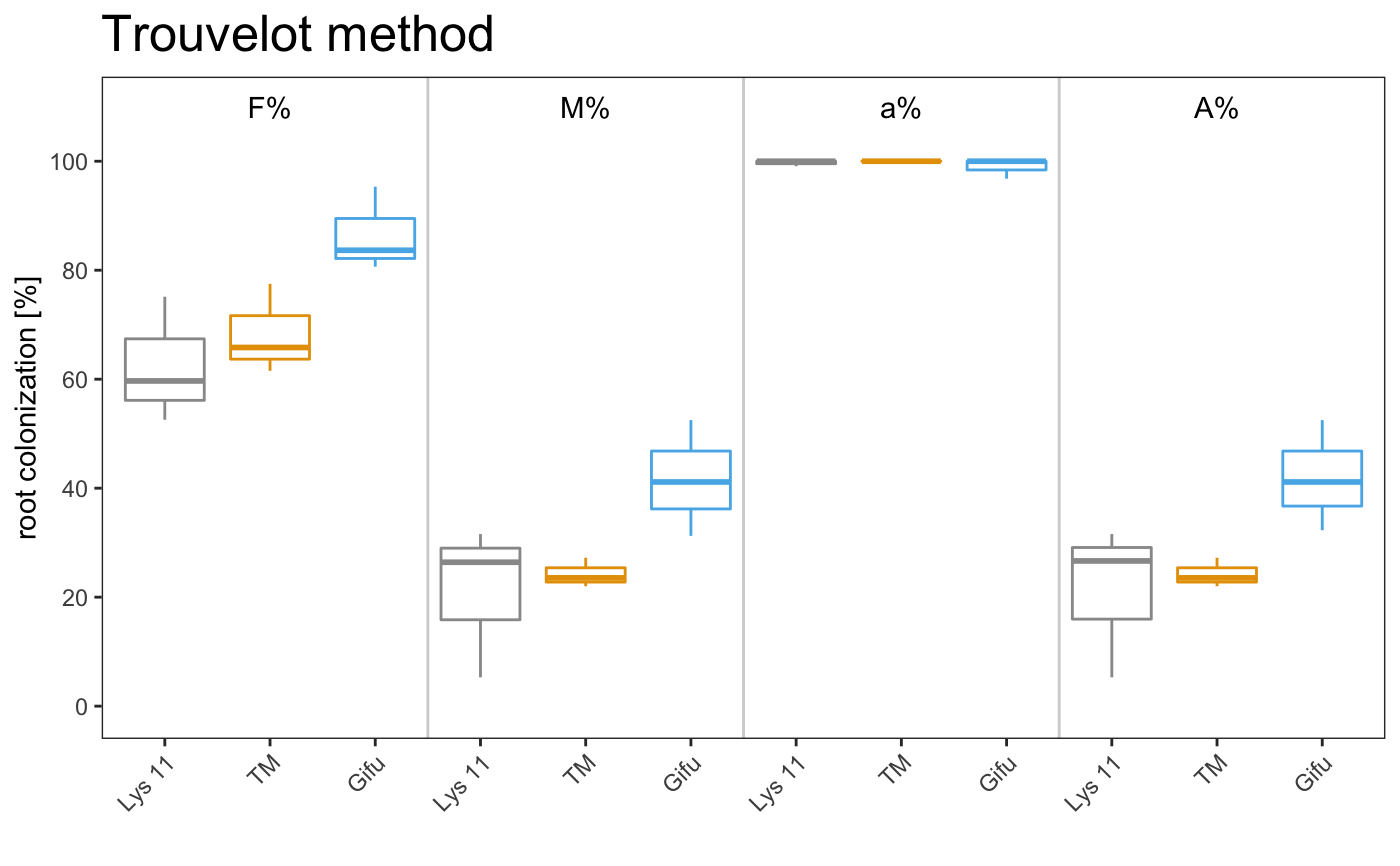 Trouvelot method
F% M% a% A%
root colonization [%]
100
80
60
40
20
0
Lys 11 TM Gifu Lys 11 TM Gifu Lys 11 TM Gifu Lys 11 TM Gifu